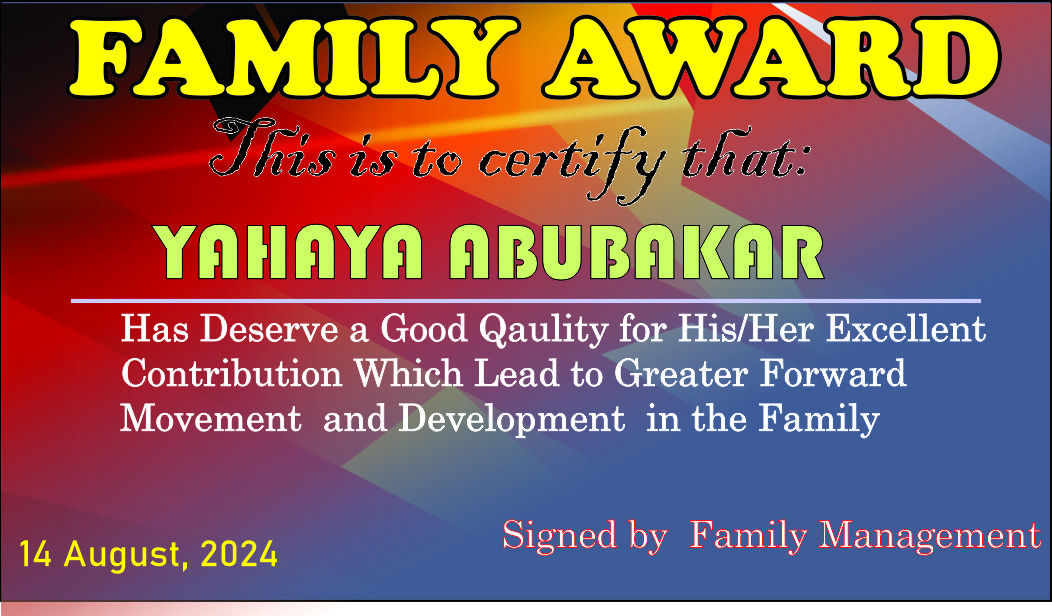 FAMILY AWARD
This is to certify that:
YAHAYA ABUBAKAR
Has Deserve a Good Qaulity for His/Her Excellent
Contribution Which Lead to Greater Forward
Movement and Development in the Family
Signed by Family Management
14 August, 2024